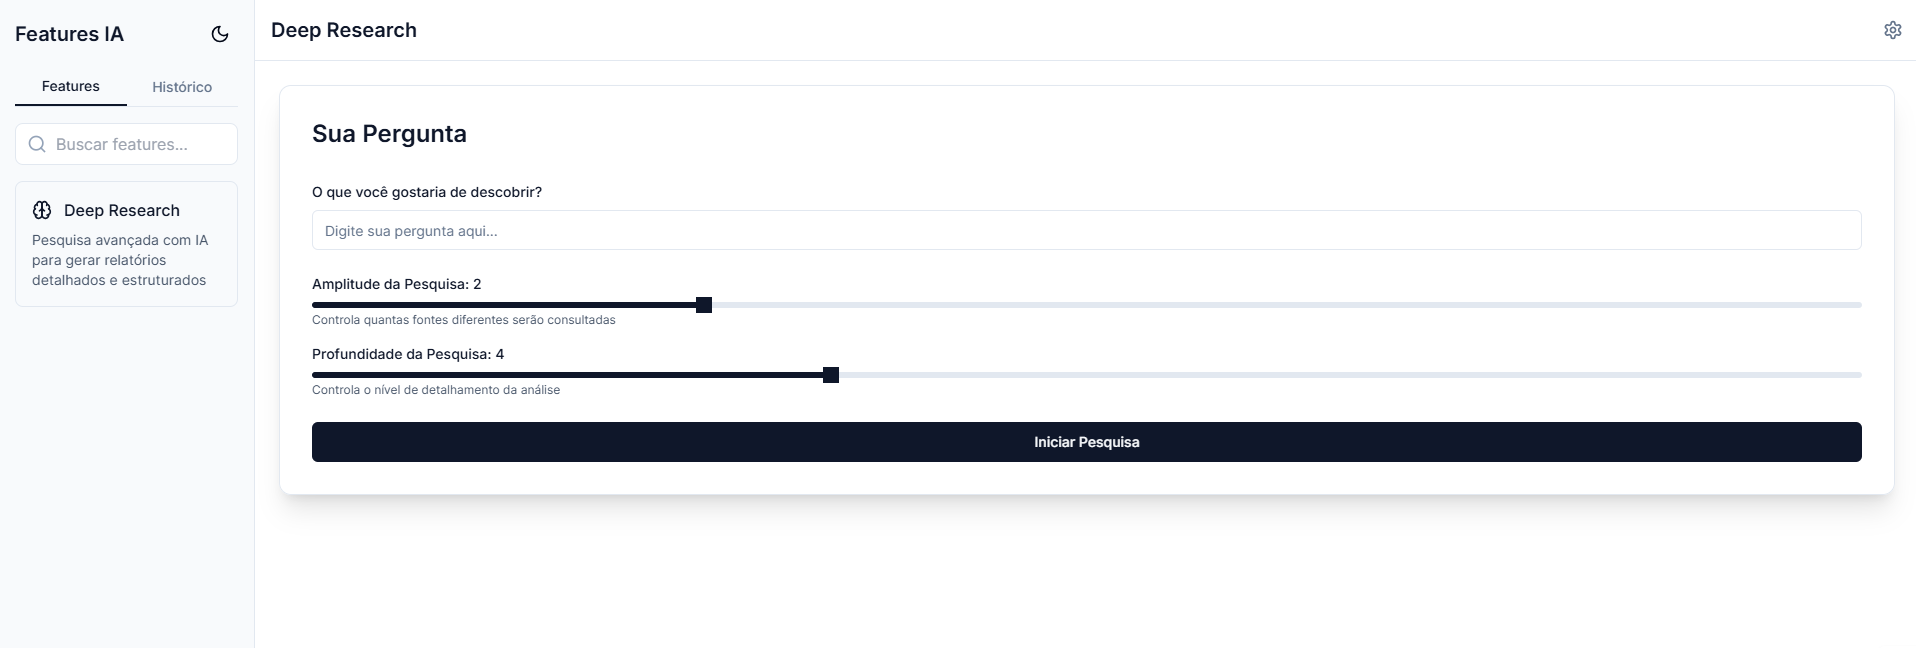 Features IA
Features
Histórico
Buscar features...
Deep Research
Pesquisa avançada com IA
para gerar relatórios
detalhados e estruturados
Deep Research
Sua Pergunta
O que você gostaria de descobrir?
Digite sua pergunta aqui...
Amplitude da Pesquisa: 2
Controla quantas fontes diferentes serão consultadas
Profundidade da Pesquisa: 4
Controla o nível de detalhamento da análise
Iniciar Pesquisa